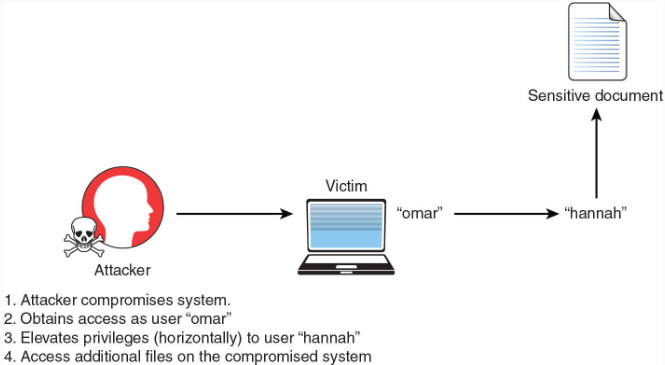 Sensitive document
Victim
“omar”
“hannah”
Attacker
1. Attacker compromises system.
2. Obtains access as user “omar”
3. Elevates privileges (horizontally) to user “hannah”
4. Access additional files on the compromised system